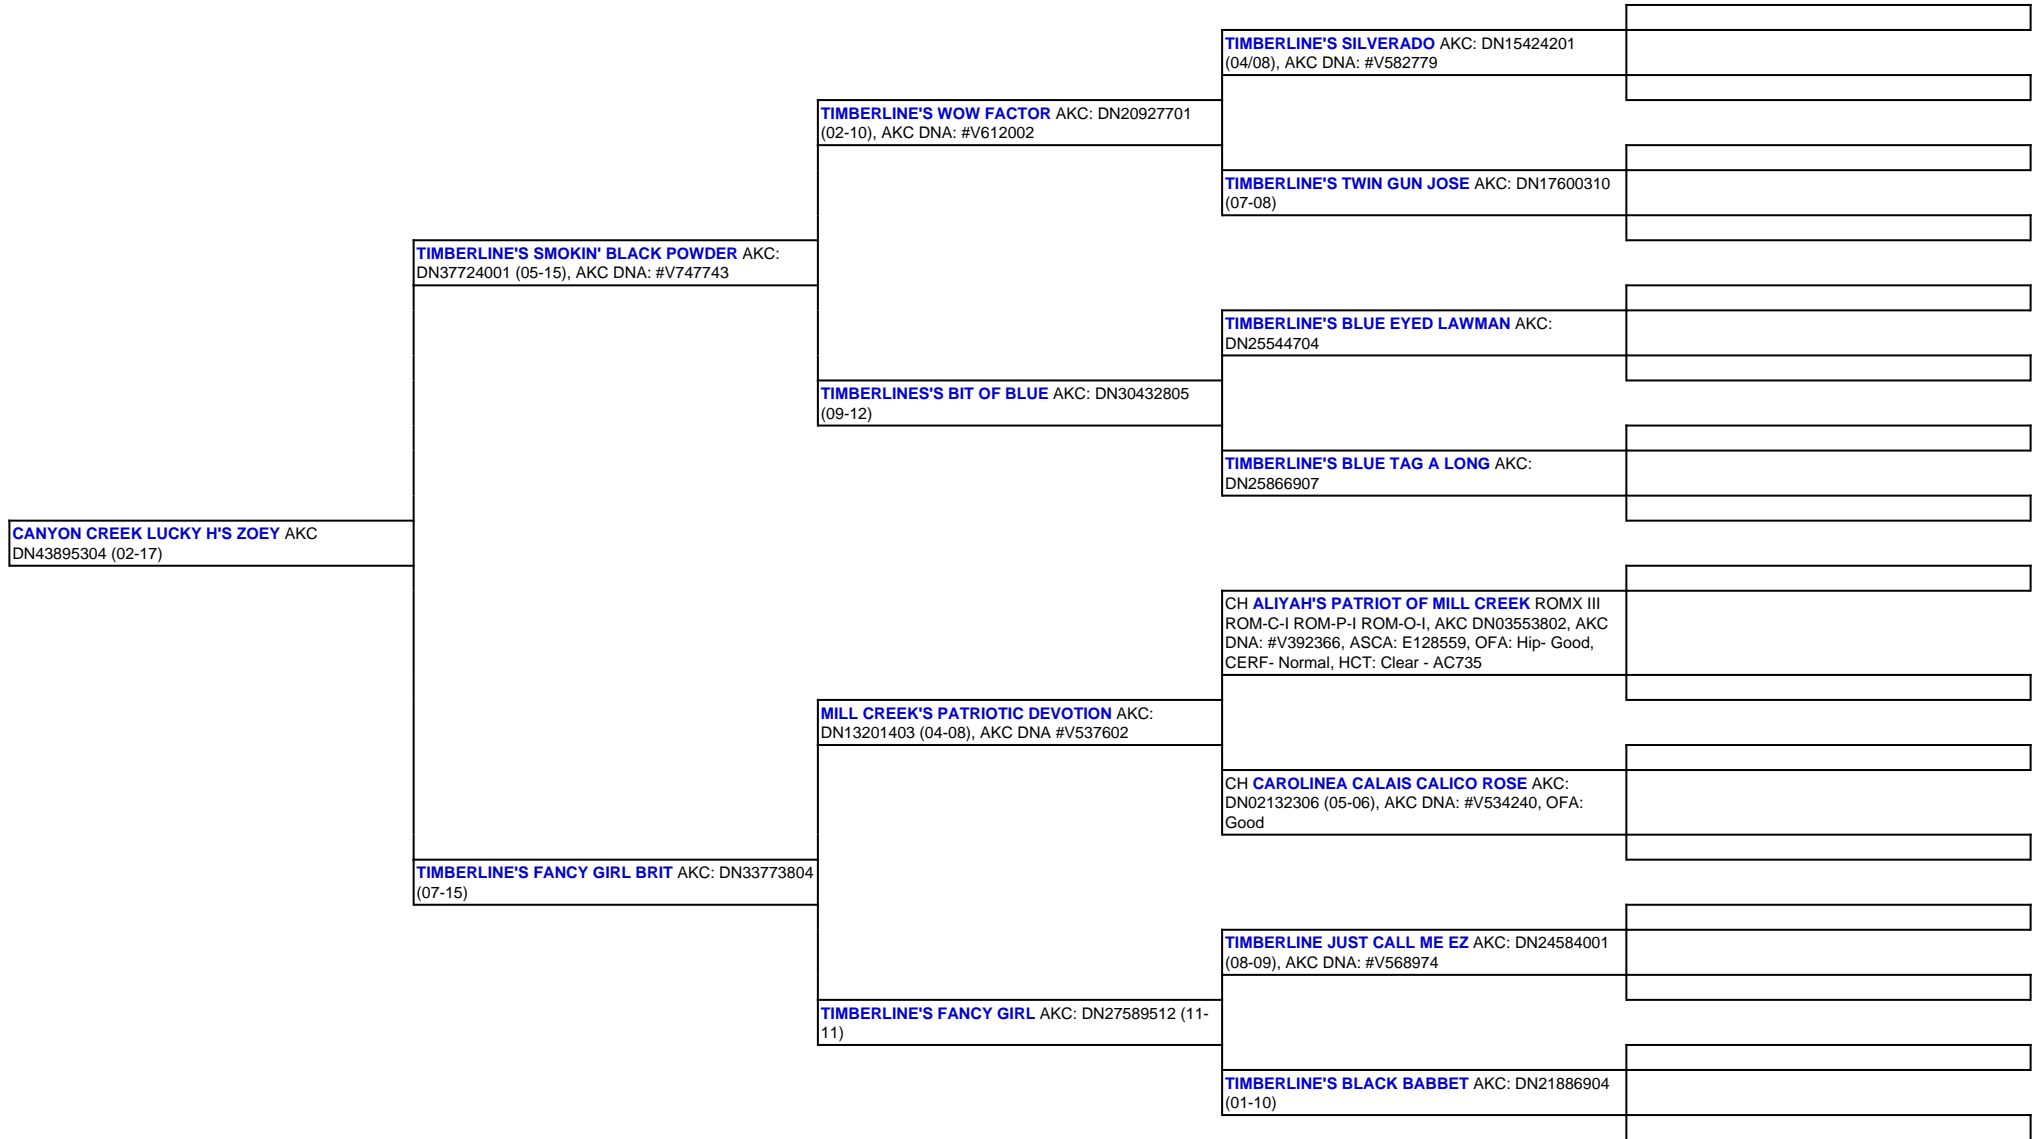 TIMBERLINE'S SILVERADO AKC: DN15424201
(04/08), AKC DNA: #V582779
TIMBERLINE'S WOW FACTOR AKC: DN20927701
(02-10), AKC DNA: #V612002
TIMBERLINE'S TWIN GUN JOSE AKC: DN17600310
(07-08)
TIMBERLINE'S SMOKIN' BLACK POWDER AKC:
DN37724001 (05-15), AKC DNA: #V747743
TIMBERLINE'S BLUE EYED LAWMAN AKC:
DN25544704
TIMBERLINES'S BIT OF BLUE AKC: DN30432805
(09-12)
TIMBERLINE'S BLUE TAG A LONG AKC:
DN25866907
CANYON CREEK LUCKY H'S ZOEY AKC
DN43895304 (02-17)
CH ALIYAH'S PATRIOT OF MILL CREEK ROMX III
ROM-C-I ROM-P-I ROM-O-I, AKC DN03553802, AKC
DNA: #V392366, ASCA: E128559, OFA: Hip- Good,
CERF- Normal, HCT: Clear - AC735
MILL CREEK'S PATRIOTIC DEVOTION AKC:
DN13201403 (04-08), AKC DNA #V537602
CH CAROLINEA CALAIS CALICO ROSE AKC:
DN02132306 (05-06), AKC DNA: #V534240, OFA:
Good
TIMBERLINE'S FANCY GIRL BRIT AKC: DN33773804
(07-15)
TIMBERLINE JUST CALL ME EZ AKC: DN24584001
(08-09), AKC DNA: #V568974
TIMBERLINE'S FANCY GIRL AKC: DN27589512 (11-
11)
TIMBERLINE'S BLACK BABBET AKC: DN21886904
(01-10)